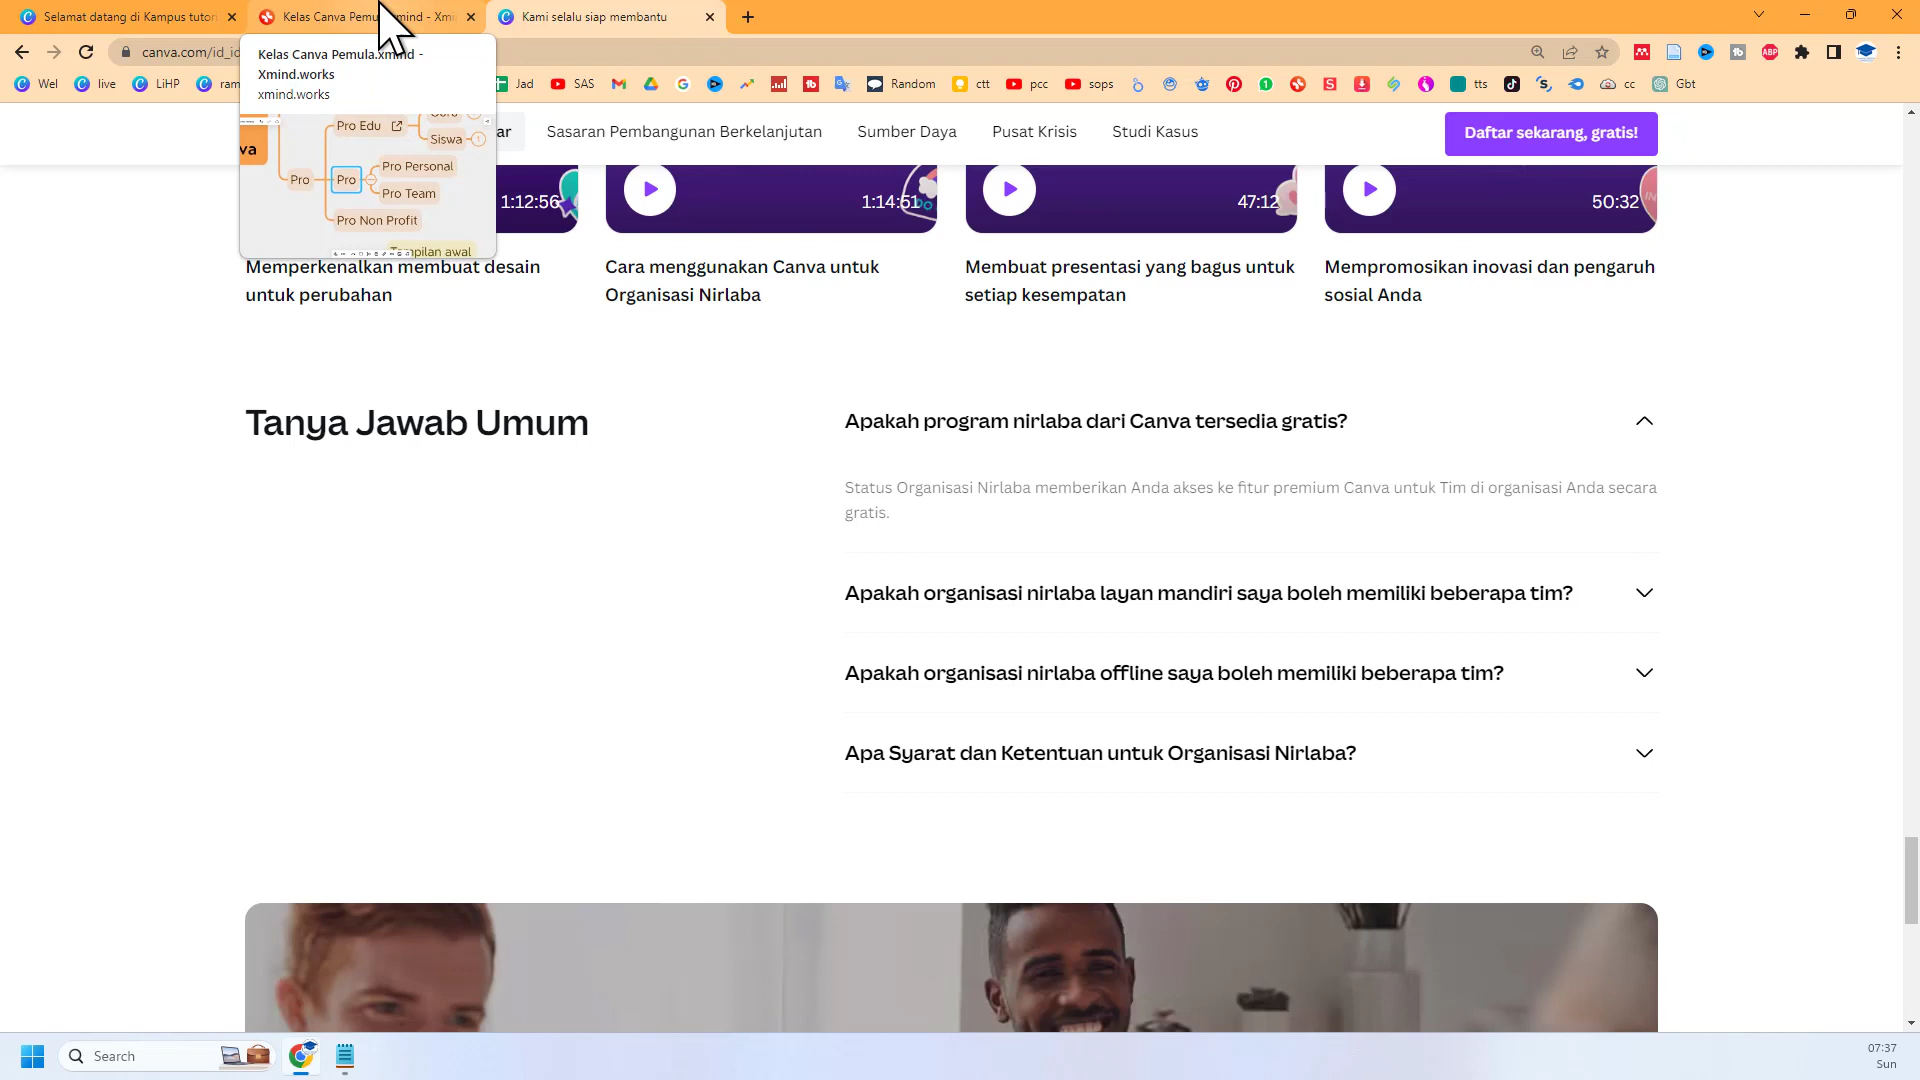 Selamat datang di Kampus tutor
Kelas Canva Pemu
mind - Xmi
Kami selalu siap membantu
canva.com/id_id
Kelas Canva Pemula.xmind -
Xmind.works
xmind.works
Wel
live
LiHP
ram
Jad
SAS
Random
ctt
pcc
sops
tts
cc
Gbt
va
Pro
Pro Edu
Siswa
Pro
Pro Personal
Pro Team
Pro Non Profit
Tampilan awal
ar
Sasaran Pembangunan Berkelanjutan
Sumber Daya
Pusat Krisis
Studi Kasus
Daftar sekarang, gratis!
1:12:56
1:14:51
47:12
50:32
Memperkenalkan membuat desain
untuk perubahan
Cara menggunakan Canva untuk
Organisasi Nirlaba
Membuat presentasi yang bagus untuk
setiap kesempatan
Mempromosikan inovasi dan pengaruh
sosial Anda
Tanya Jawab Umum
Apakah program nirlaba dari Canva tersedia gratis?
Status Organisasi Nirlaba memberikan Anda akses ke fitur premium Canva untuk Tim di organisasi Anda secara
gratis.
Apakah organisasi nirlaba layan mandiri saya boleh memiliki beberapa tim?
Apakah organisasi nirlaba offline saya boleh memiliki beberapa tim?
Apa Syarat dan Ketentuan untuk Organisasi Nirlaba?
Search
07:37
Sun